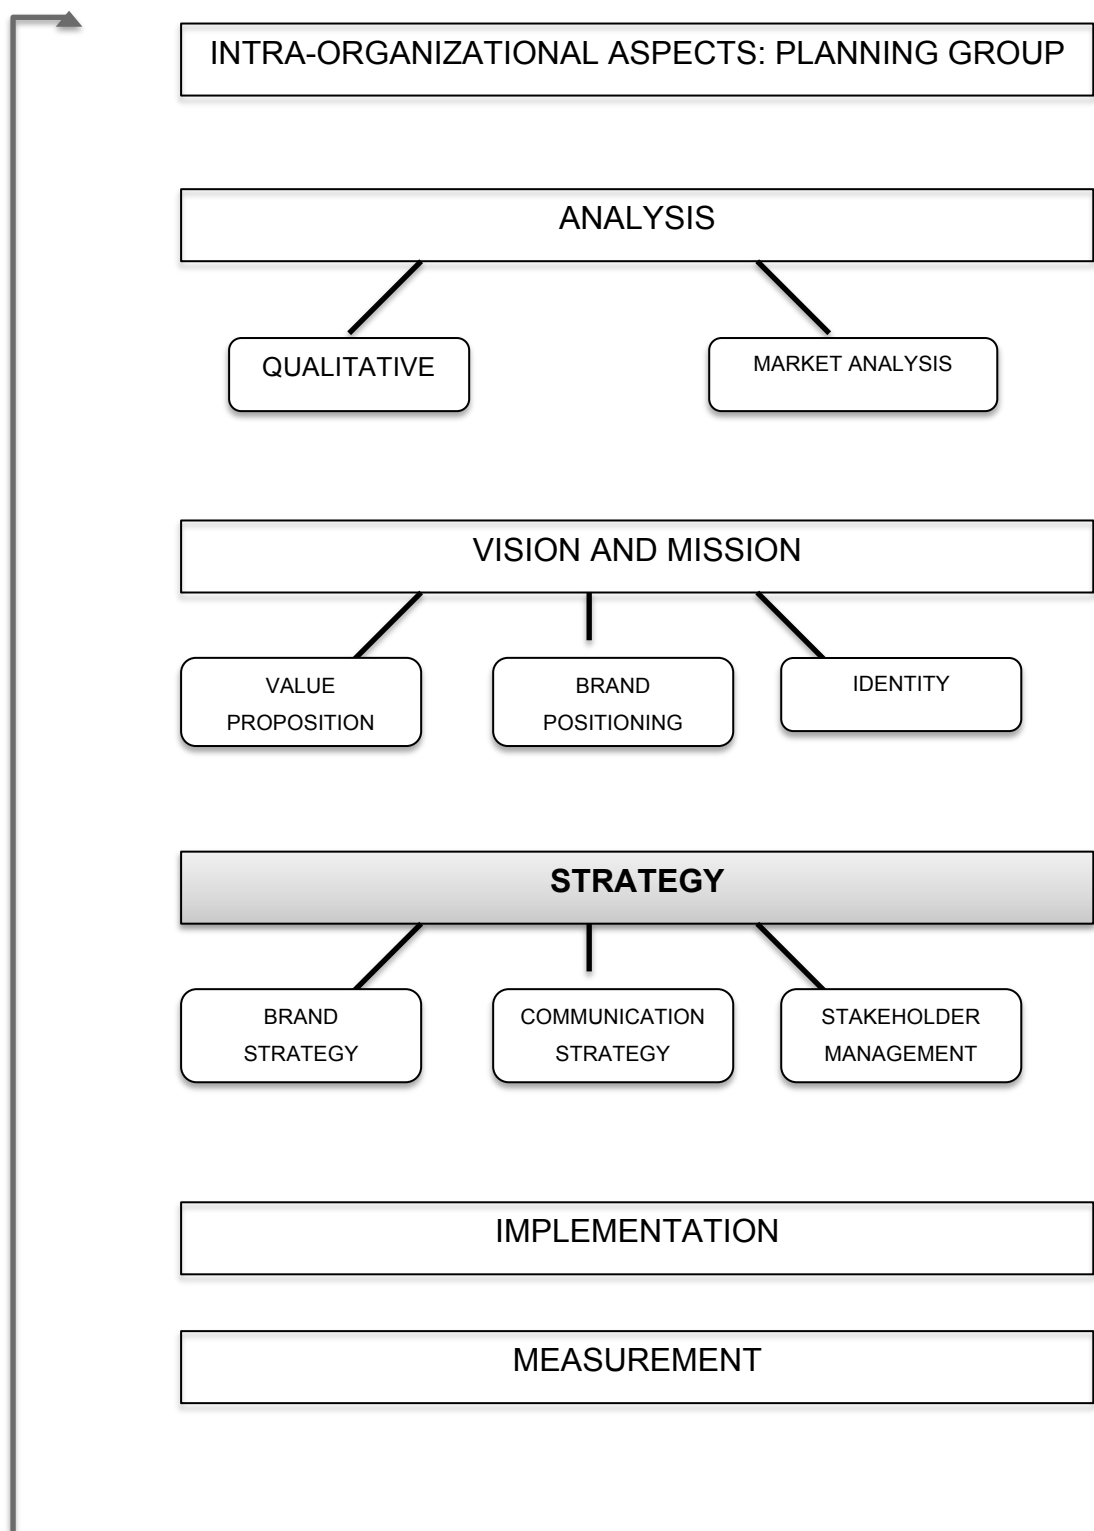 INTRA-ORGANIZATIONAL ASPECTS: PLANNING GROUP
ANALYSIS
QUALITATIVE
MARKET ANALYSIS
VISION AND MISSION
VALUE
PROPOSITION
BRAND
POSITIONING
IDENTITY
STRATEGY
BRAND
STRATEGY
COMMUNICATION
STRATEGY
STAKEHOLDER
MANAGEMENT
IMPLEMENTATION
MEASUREMENT